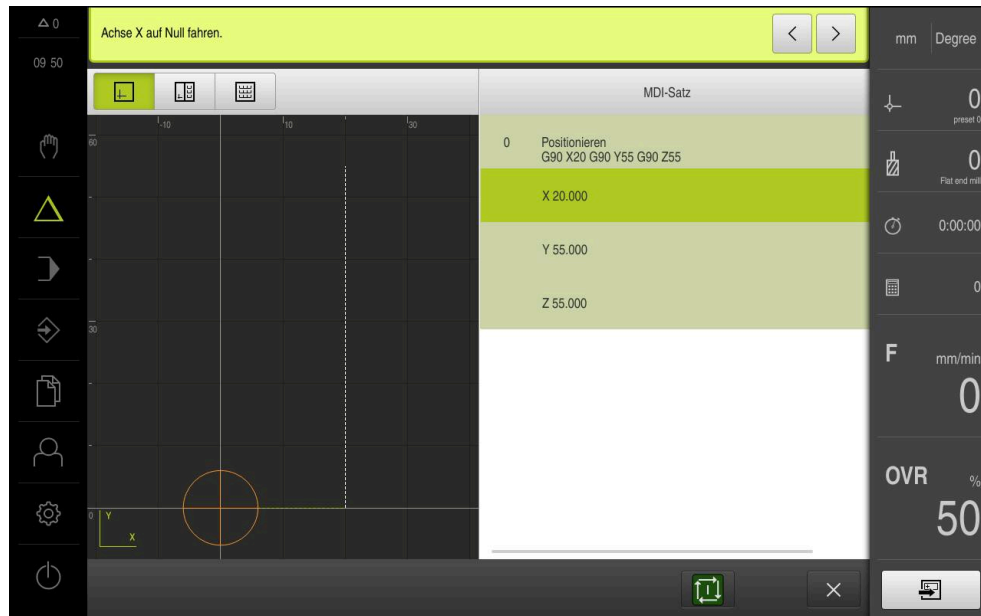 0
09 50
Achse X auf Null fahren.
mm Degree
MDI-Satz
-10 10 30
60
30
0
Y
X
0 Positionieren
G90 X20 G90 Y55 G90 Z55
X 20.000
Y 55.000
Z 55.000
0
preset 0
0
Flat end mill
0:00:00
0
F mm/min
0
OVR %
50